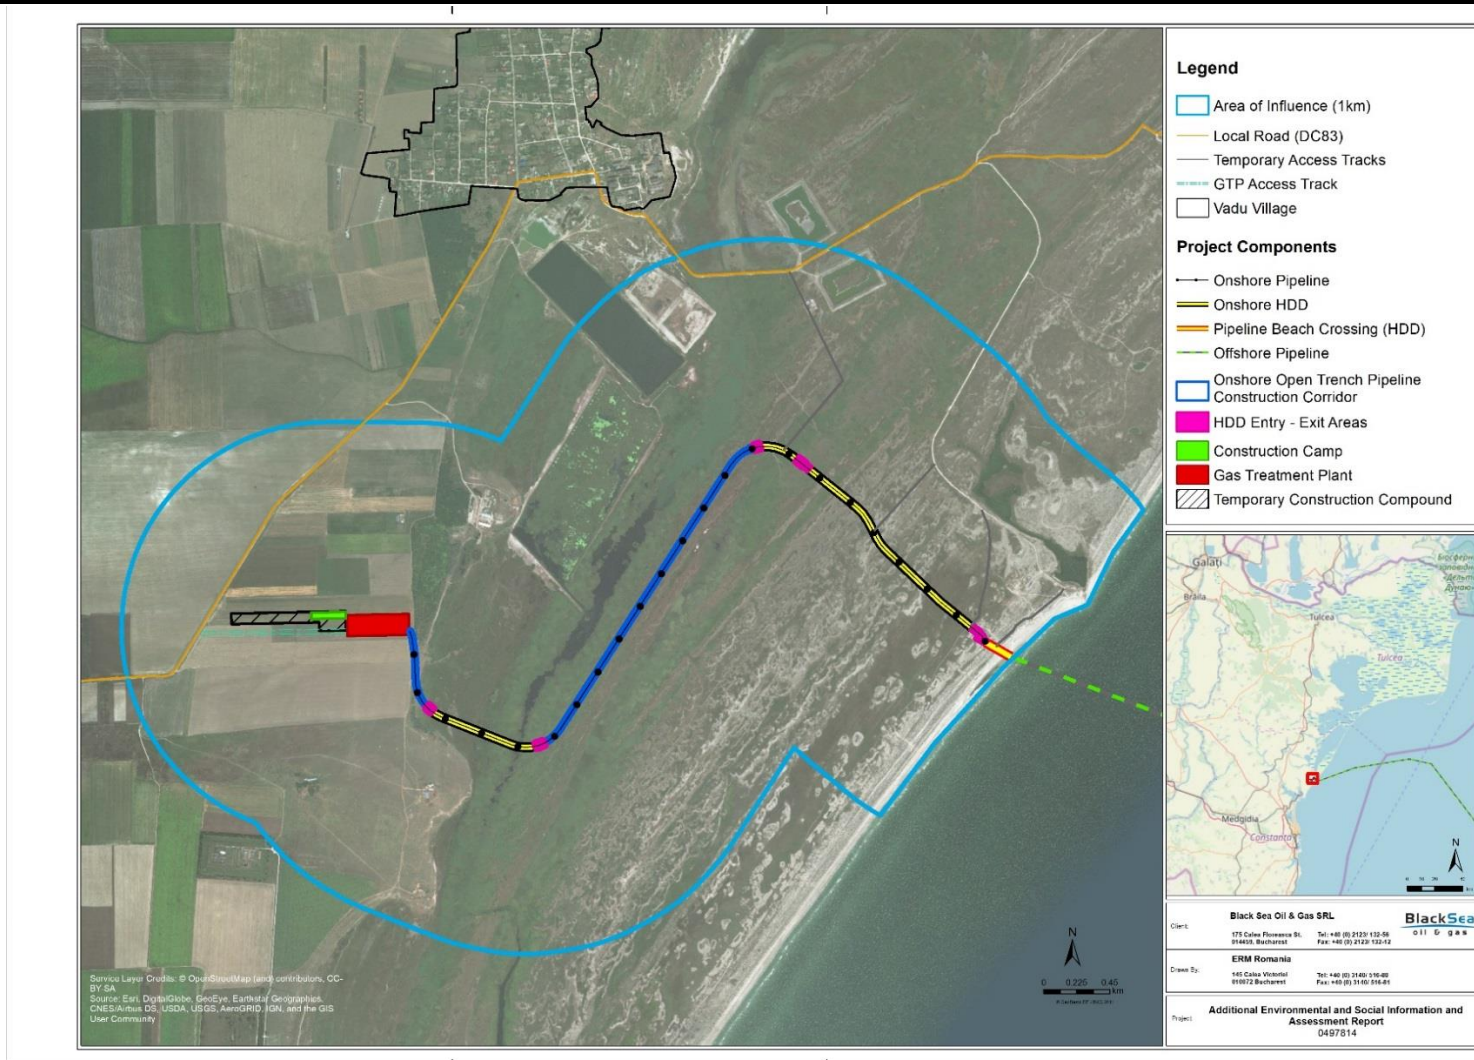 Legend
Area of Influence (1km)
Local Road (DC83)
Temporary Access Tracks
GTP Access Track
Vadu Village
Project Components
Onshore Pipeline
Onshore HDD
Pipeline Beach Crossing (HDD)
Offshore Pipeline
Onshore Open Trench Pipeline
Construction Corridor
HDD Entry - Exit Areas
Construction Camp
Gas Treatment Plant
Temporary Construction Compound
Galați
Brăila
Tulcea
Tulcea
Medgidia
Constanța
N
Client:
Black Sea Oil & Gas SRL
175 Calea Floreasca St.
014459, Bucharest
BlackSea
oil & gas
Drawn By:
ERM Romania
145 Calea Victoriei
010072 Bucharest
Project:
Additional Environmental and Social Information and
Assessment Report
0497814
N
0 0.225 0.45
km
Service Layer Credits: © OpenStreetMap (and) contributors, CC-
BY-SA
Source: Esri, DigitalGlobe, GeoEye, Earthstar Geographics,
CNES/Airbus DS, USDA, USGS, AeroGRID, IGN, and the GIS
User Community